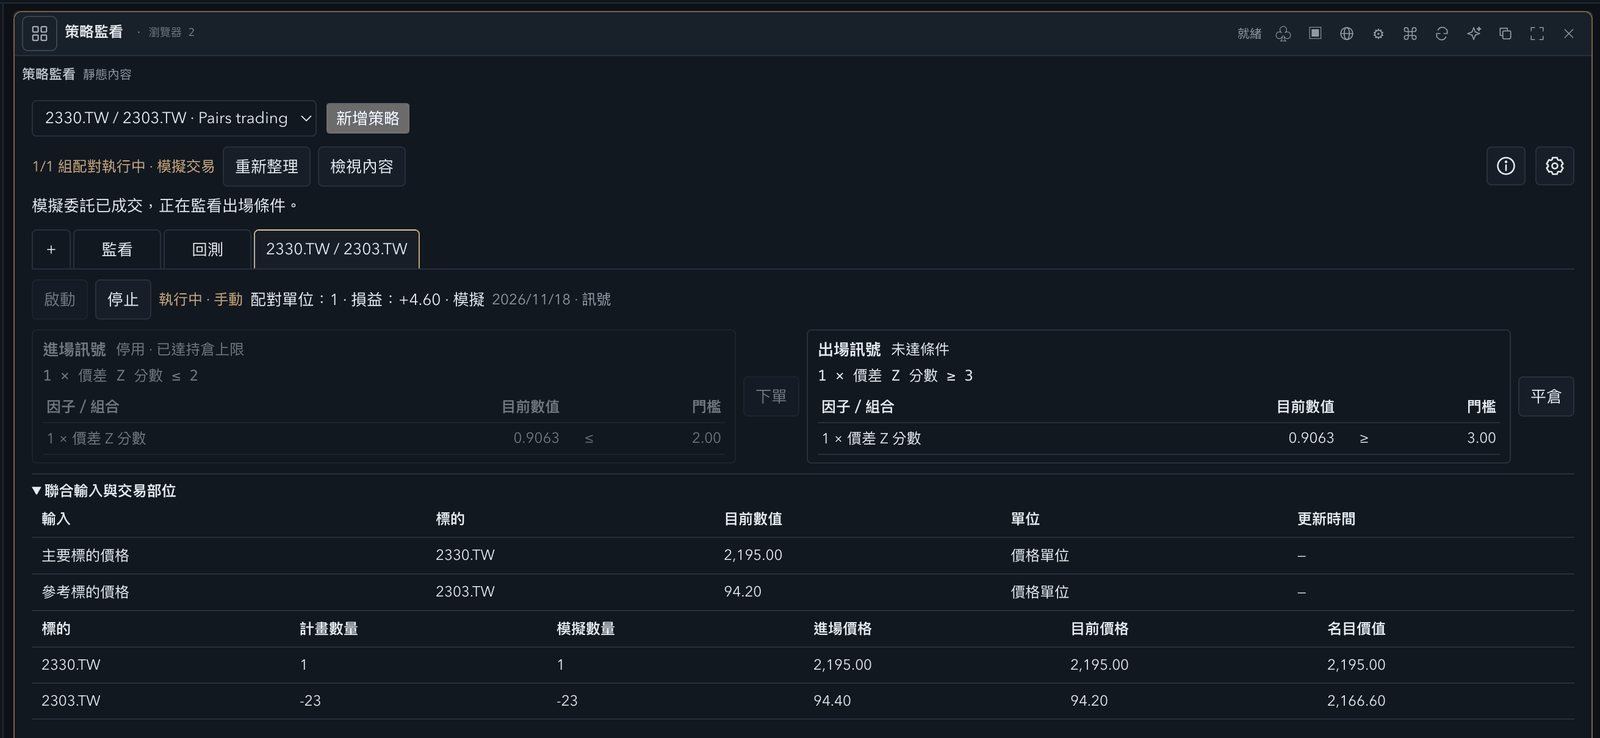 策略監看 · 瀏覽器 2 就緒
策略監看 靜態內容
2330.TW / 2303.TW · Pairs trading 新增策略
1/1 組配對執行中 · 模擬交易 重新整理 檢視內容
模擬委託已成交，正在監看出場條件。
+ 監看 回測 2330.TW / 2303.TW
啟動 停止 執行中 · 手動 配對單位：1 · 損益：+4.60 · 模擬 2026/11/18 · 訊號
進場訊號 停用 · 已達持倉上限
1 × 價差 Z 分數 ≤ 2
因子 / 組合 目前數值 門檻
1 × 價差 Z 分數 0.9063 ≤ 2.00
下單
出場訊號 未達條件
1 × 價差 Z 分數 ≥ 3
因子 / 組合 目前數值 門檻
1 × 價差 Z 分數 0.9063 ≥ 3.00
平倉
▼聯合輸入與交易部位
輸入 標的 目前數值 單位 更新時間
主要標的價格 2330.TW 2,195.00 價格單位 –
參考標的價格 2303.TW 94.20 價格單位 –
標的 計畫數量 模擬數量 進場價格 目前價格 名目價值
2330.TW 1 1 2,195.00 2,195.00 2,195.00
2303.TW -23 -23 94.40 94.20 2,166.60